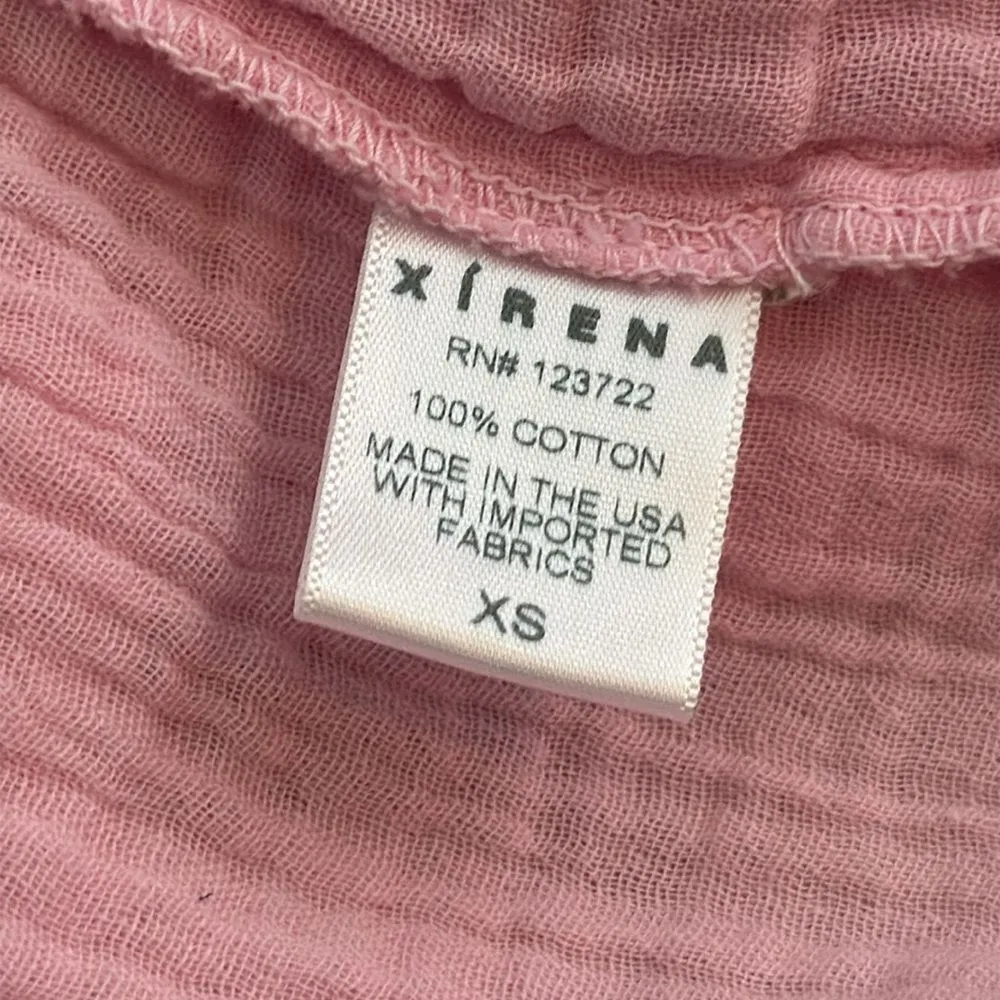 XíRENA
RN# 123722
100% COTTON
MADE IN THE USA
WITH IMPORTED
FABRICS
XS